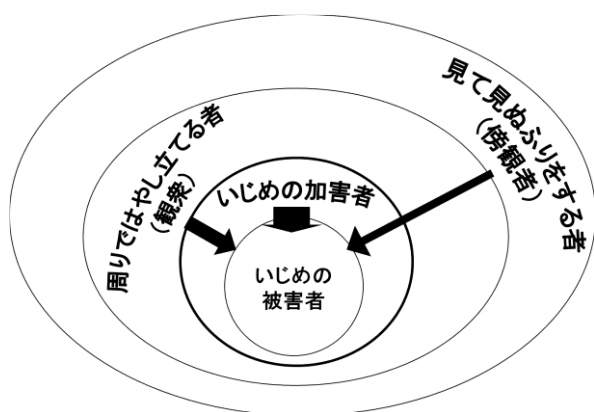 見て見ぬふりをする者
（傍観者）
周りではやし立てる者
（観衆）
いじめの加害者
いじめの
被害者